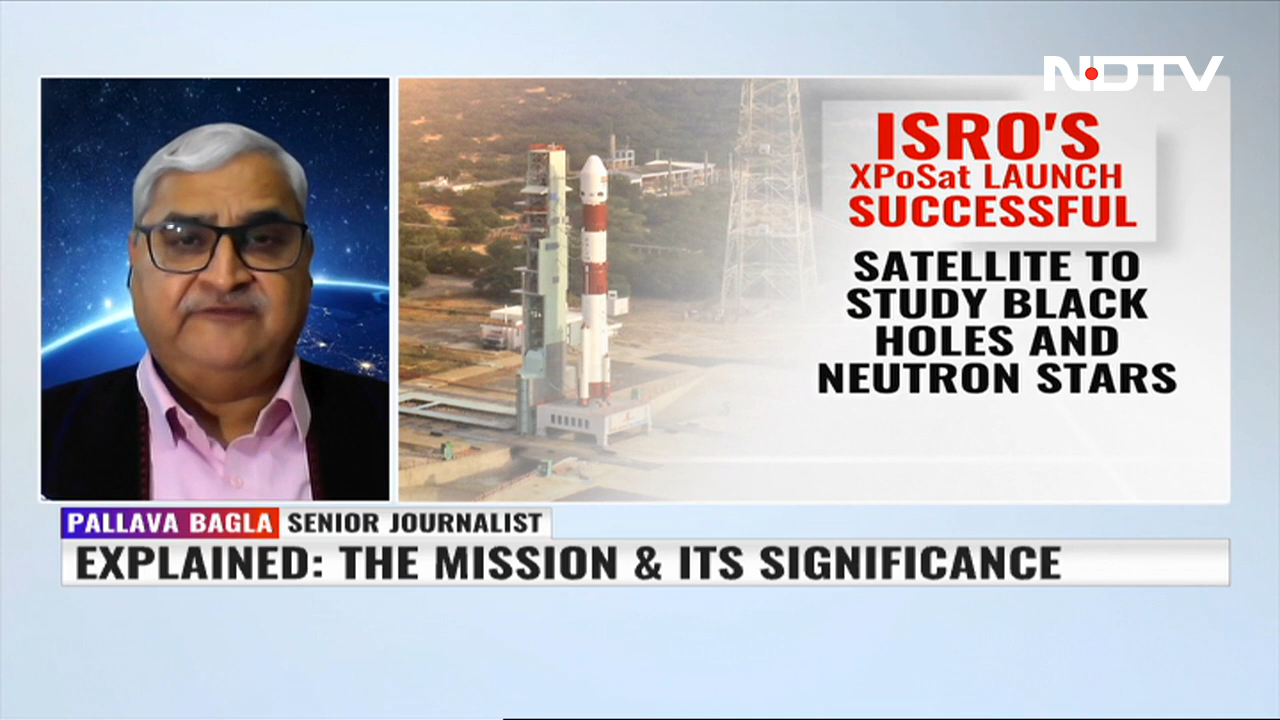 NDTV
ISRO'S
XPoSat LAUNCH
SUCCESSFUL
SATELLITE TO
STUDY BLACK
HOLES AND
NEUTRON STARS
PALLAVA BAGLA SENIOR JOURNALIST
EXPLAINED: THE MISSION & ITS SIGNIFICANCE